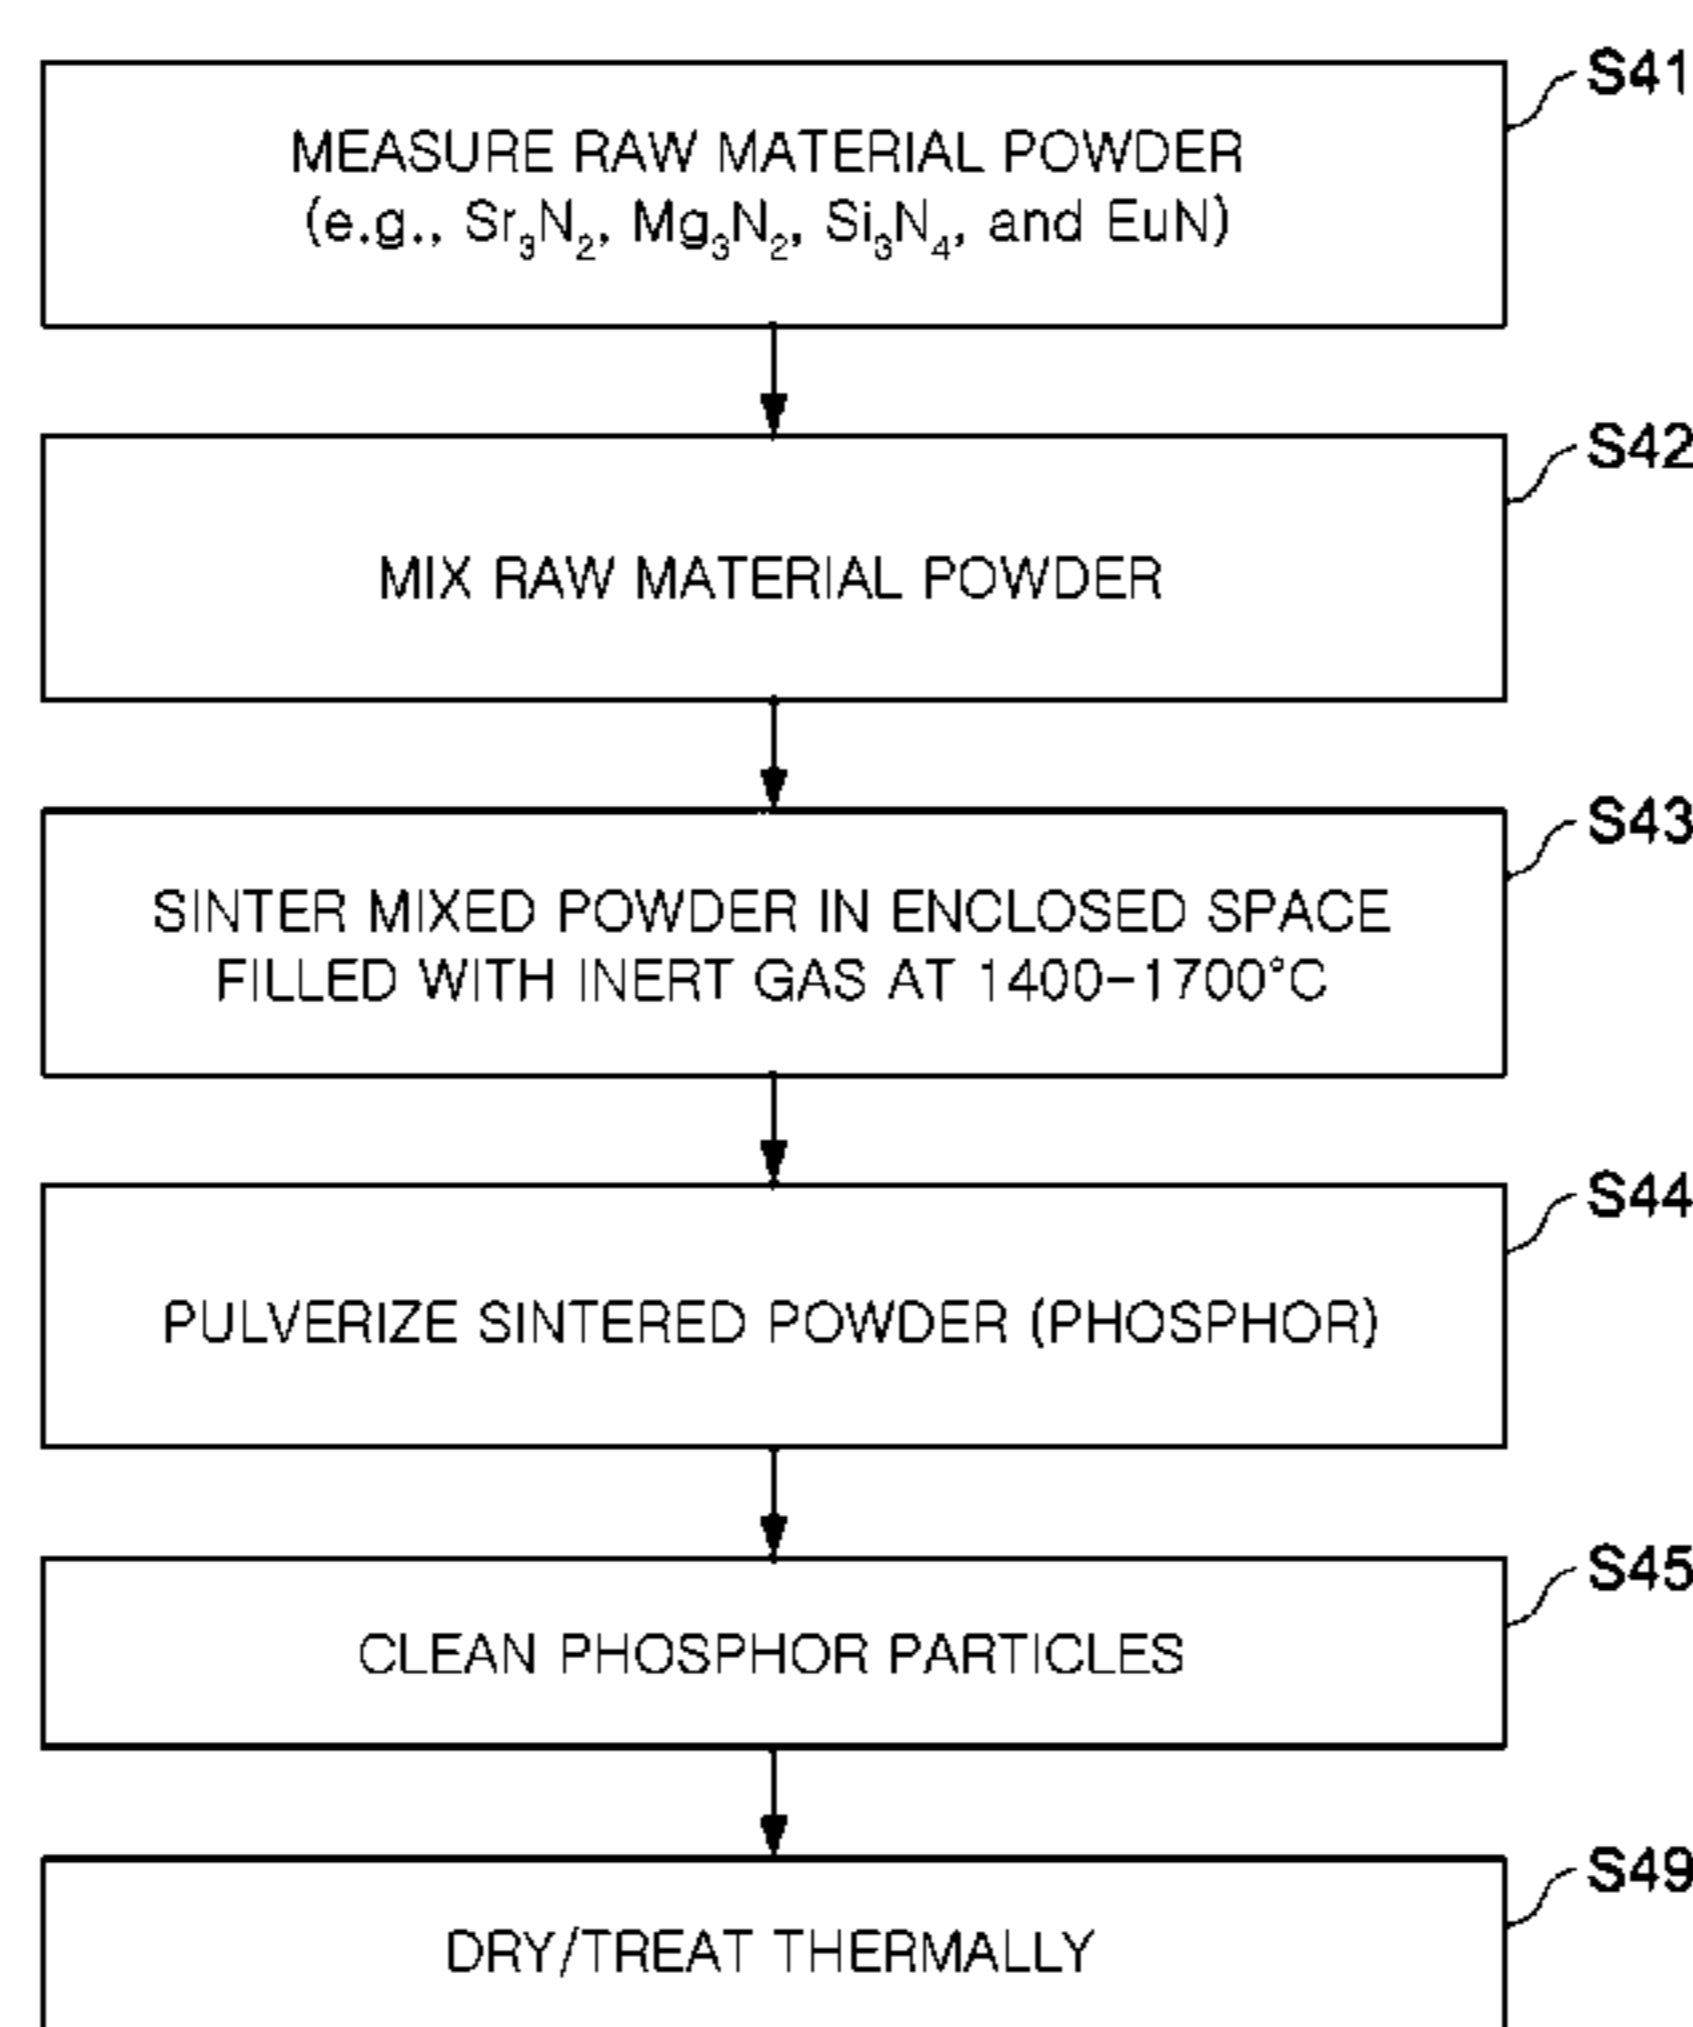 S41
MEASURE RAW MATERIAL POWDER
(e.g., Sr₃N₂, Mg₃N₂, Si₃N₄, and EuN)
S42
MIX RAW MATERIAL POWDER
S43
SINTER MIXED POWDER IN ENCLOSED SPACE
FILLED WITH INERT GAS AT 1400-1700°C
S44
PULVERIZE SINTERED POWDER (PHOSPHOR)
S45
CLEAN PHOSPHOR PARTICLES
S49
DRY/TREAT THERMALLY